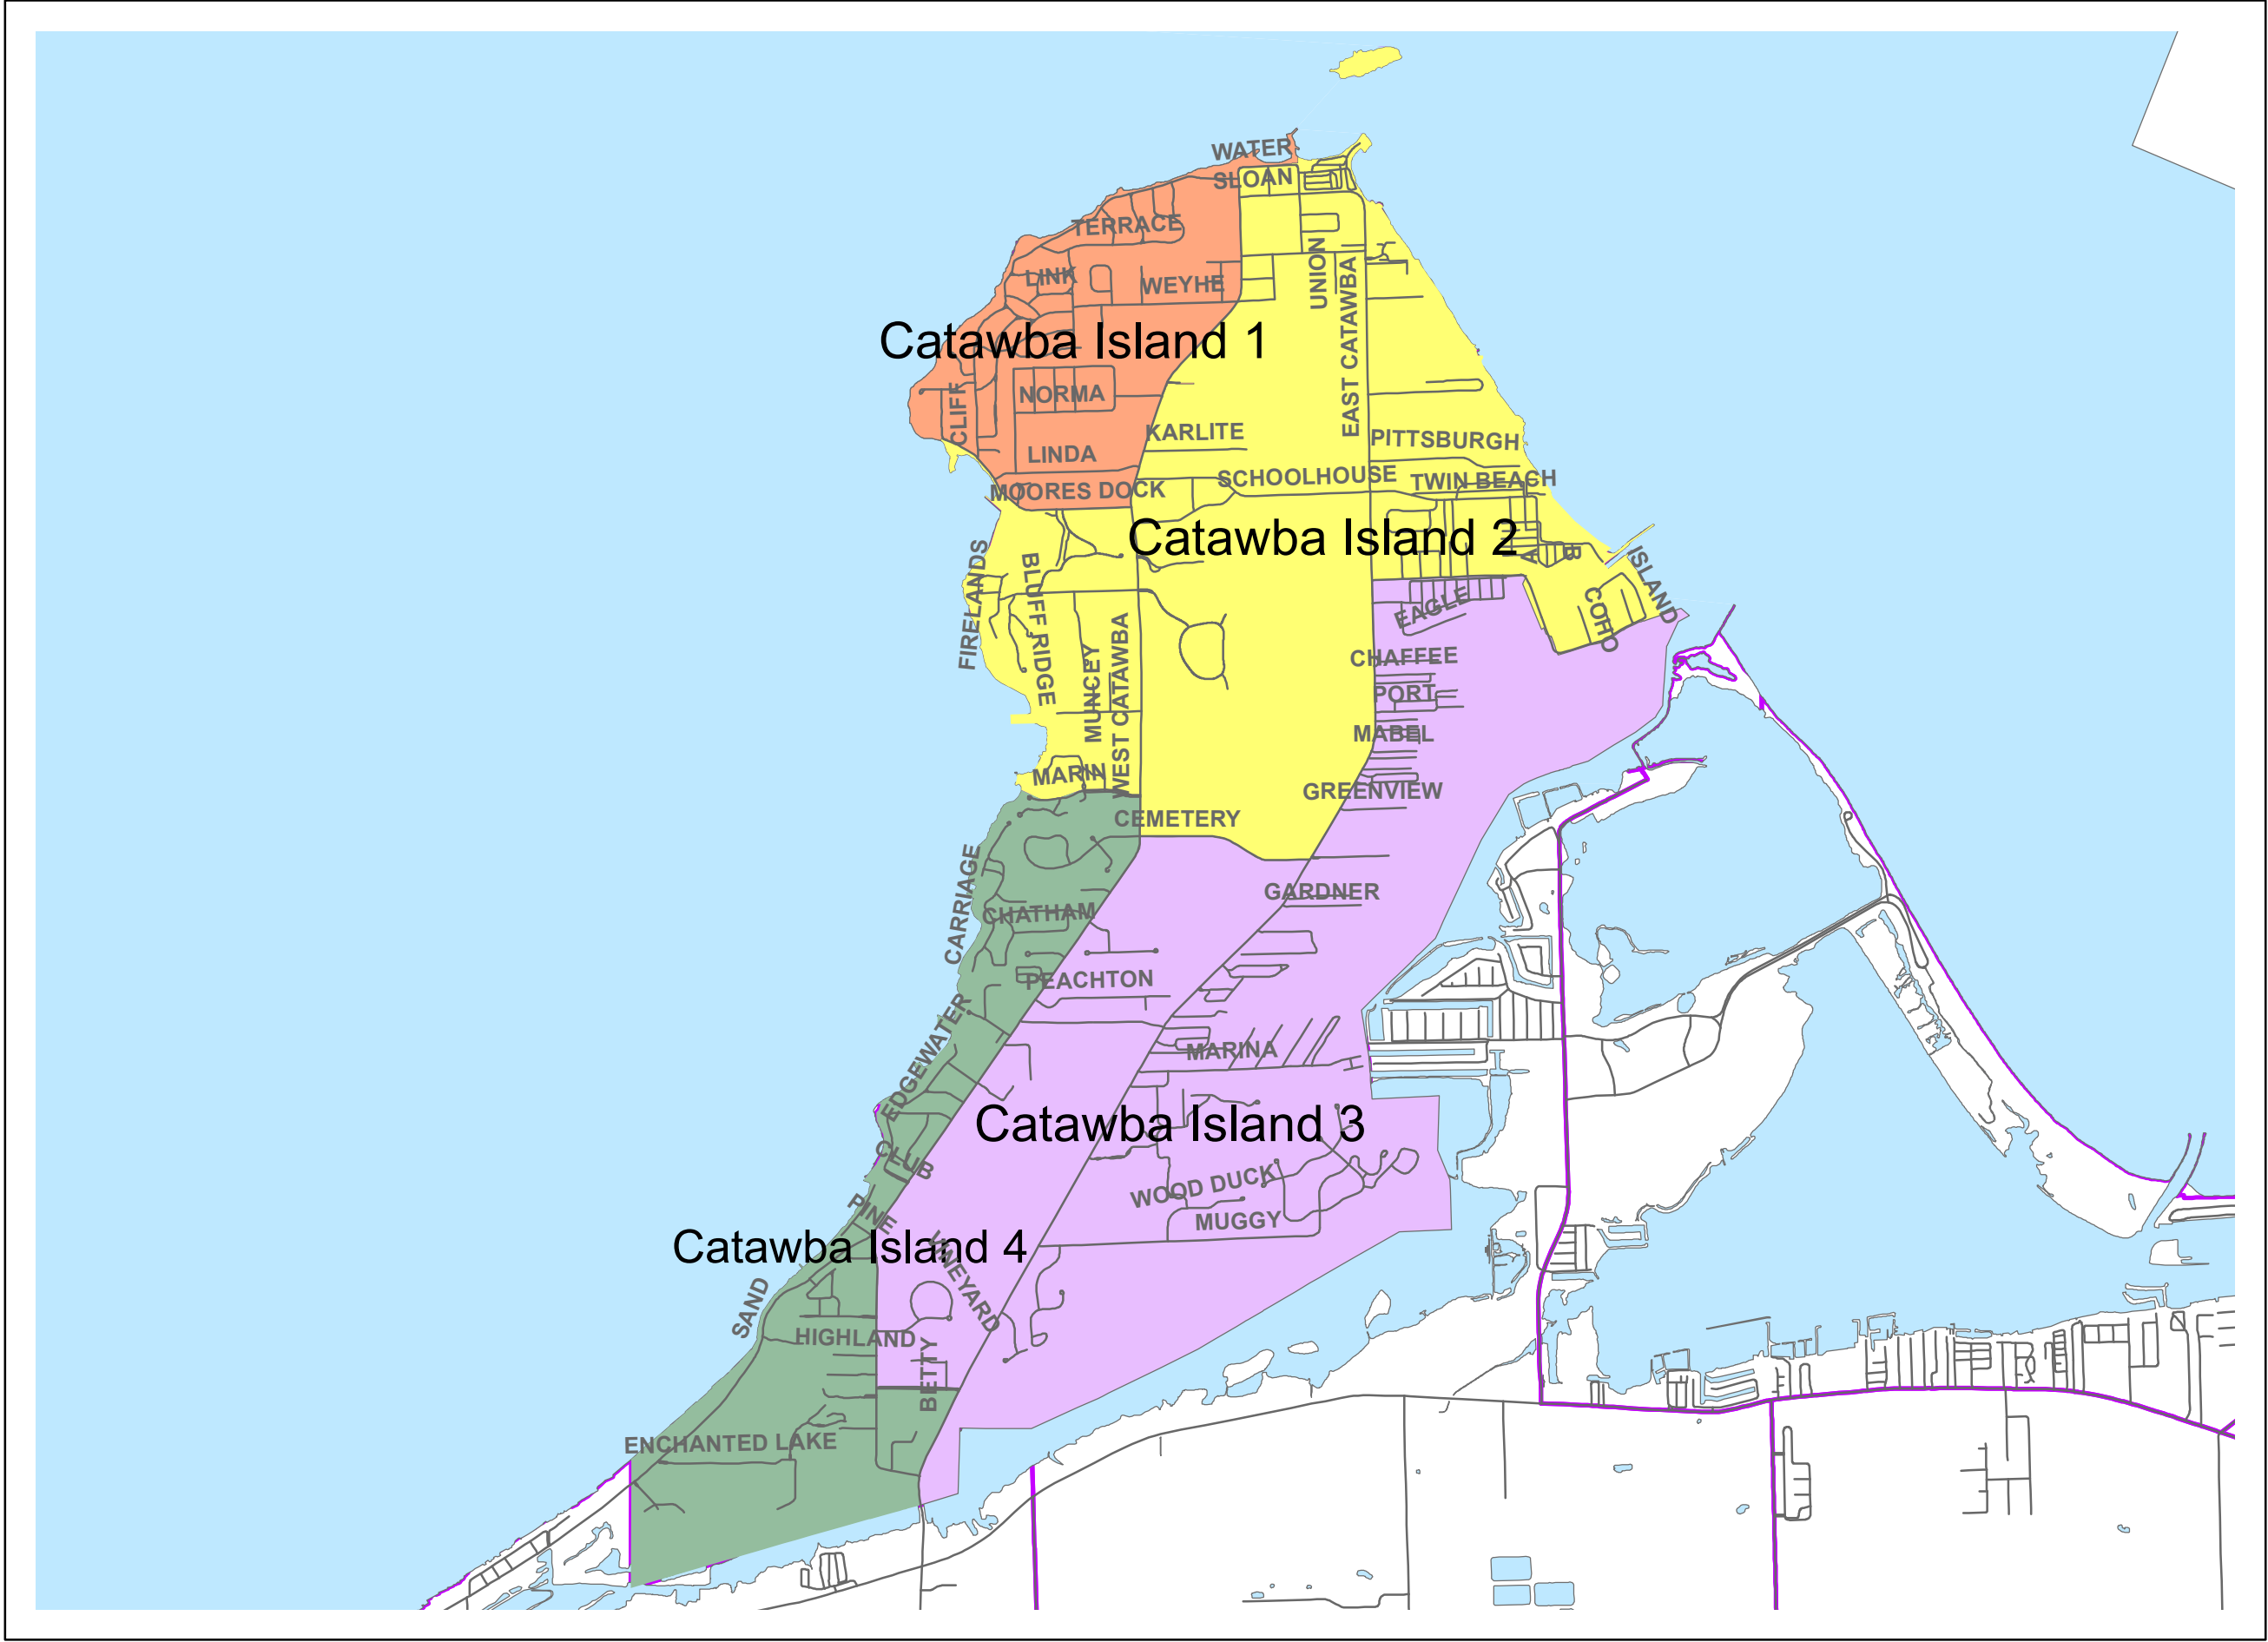 WATER
SLOAN
TERRACE
UNION
LINK
WEYHE
EAST CATAWBA
Catawba Island 1
CLIFF
NORMA
KARLITE
PITTSBURGH
LINDA
SCHOOLHOUSE
TWIN BEACH
MOORES DOCK
Catawba Island 2
A
B
ISLAND
FIRELANDS
BLUFF RIDGE
EAGLE
COHO
CHAFFEE
MUNCEY
WEST CATAWBA
PORT
MABEL
MARIN
GREENVIEW
CEMETERY
CARRIAGE
GARDNER
CHATHAM
PEACHTON
EDGEWATER
MARINA
Catawba Island 3
CLUB
WOOD DUCK
PINE
MUGGY
Catawba Island 4
VINEYARD
SAND
HIGHLAND
BETTY
ENCHANTED LAKE